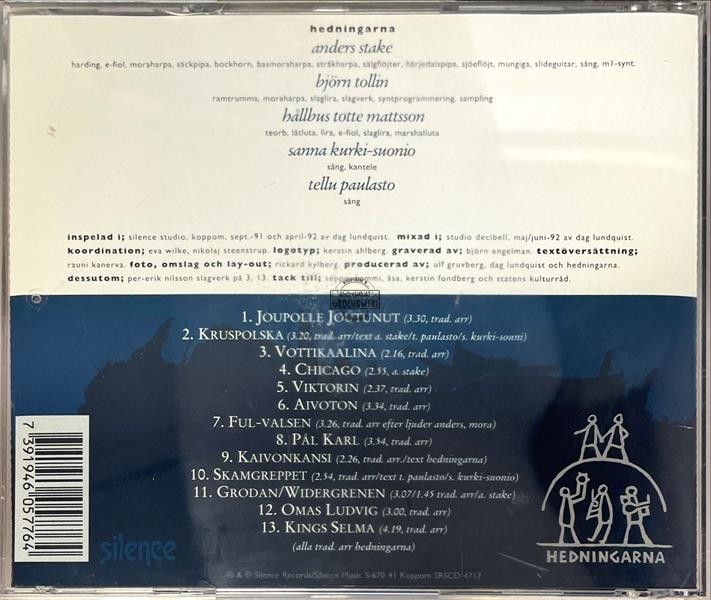 hedningarna
anders stake
harding, e-fiol, moraharpa, säckpipa, bockhorn, basmoraharpa, stråkharpa, sälgflöjter, härjedalspipa, sjöeflöjt, mungiga, slideguitar, sång, m1-synt.
björn tollin
ramtrumma, moraharpa, slaglira, slagverk, syntprogrammering, sampling
hållbus totte mattsson
teorb, låtluta, lira, e-fiol, slaglira, marshalluta
sanna kurki-suonio
sång, kantele
tellu paulasto
sång
inspelad i; silence studio, koppom, sept.-91 och april-92 av dag lundquist. mixad i; studio decibell, maj/juni-92 av dag lundquist.
koordination; eva wilke, nikolaj steenstrup. logotyp; kerstin ahlberg. graverad av; björn engelman. textöversättning;
rauni kanerva. foto, omslag och lay-out; rickard kylberg. producerad av; ulf gruvberg, dag lundquist och hedningarna.
dessutom; per-erik nilsson slagverk på 3, 13. tack till; åsa, kerstin fondberg och statens kulturråd.
1. Joupolle Joutunut (3.30, trad. arr)
2. Kruspolska (3.20, trad. arr/text a. stake/t. paulasto/s. kurki-souni)
3. Vottikaalina (2.16, trad. arr)
4. Chicago (2.55, a. stake)
5. Viktorin (2.37, trad. arr)
6. Aivoton (3.34, trad. arr)
7. Ful-valsen (3.26, trad. arr efter ljuder anders, mora)
8. Pål Karl (3.54, trad. arr)
9. Kaivonkansi (2.26, trad. arr./text hedningarna)
10. Skamgreppet (2.54, trad. arr/text t. paulasto/s. kurki-suonio)
11. Grodan/Widergrenen (3.07/1.45 trad. arr/a. stake)
12. Omas Ludvig (3.00, trad. arr)
13. Kings Selma (4.19, trad. arr)
(alla trad. arr hedningarna)
7 391946 057764
silence
HEDNINGARNA
℗ & © Silence Records/Silence Music S-670 41 Koppom SRSCD 4717